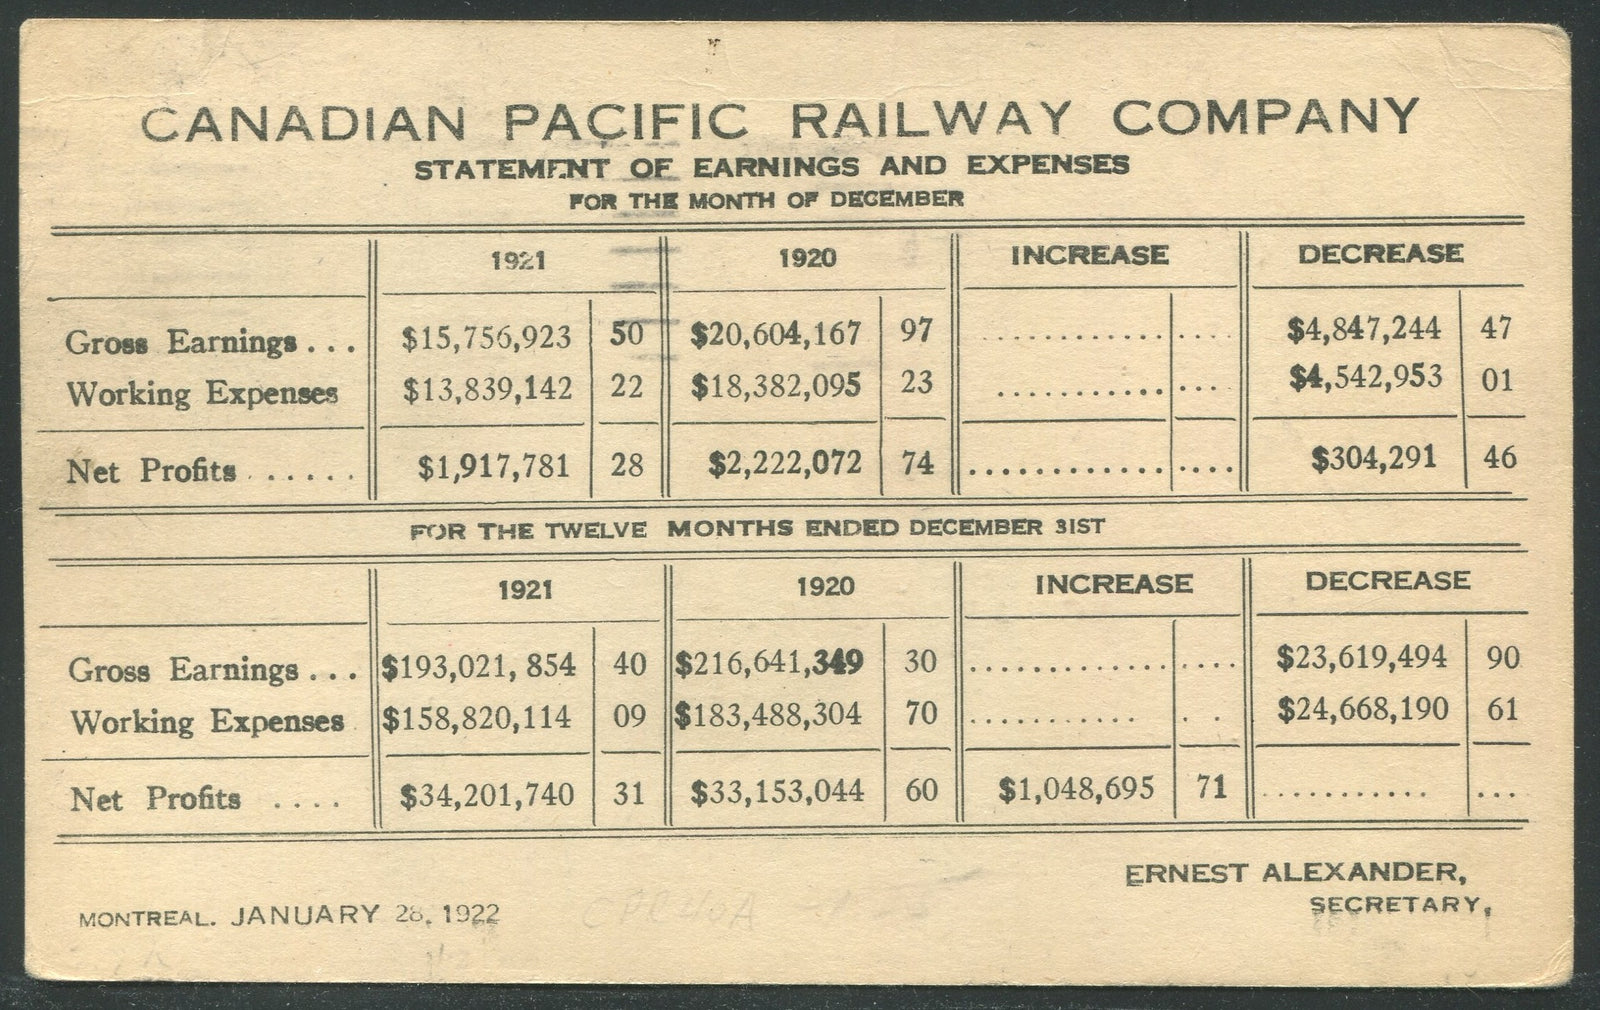 CANADIAN PACIFIC RAILWAY COMPANY
STATEMENT OF EARNINGS AND EXPENSES
FOR THE MONTH OF DECEMBER
1921 1920 INCREASE DECREASE
Gross Earnings... $15,756,923 50 $20,604,167 97 ................ $4,847,244 47
Working Expenses $13,839,142 22 $18,382,095 23 ................ $4,542,953 01
Net Profits ...... $1,917,781 28 $2,222,072 74 ................ $304,291 46
FOR THE TWELVE MONTHS ENDED DECEMBER 31ST
1921 1920 INCREASE DECREASE
Gross Earnings... $193,021, 854 40 $216,641,349 30 ................ $23,619,494 90
Working Expenses $158,820,114 09 $183,488,304 70 ........... . . $24,668,190 61
Net Profits .... $34,201,740 31 $33,153,044 60 $1,048,695 71 ........... ...
ERNEST ALEXANDER,
SECRETARY,
MONTREAL. JANUARY 28, 1922